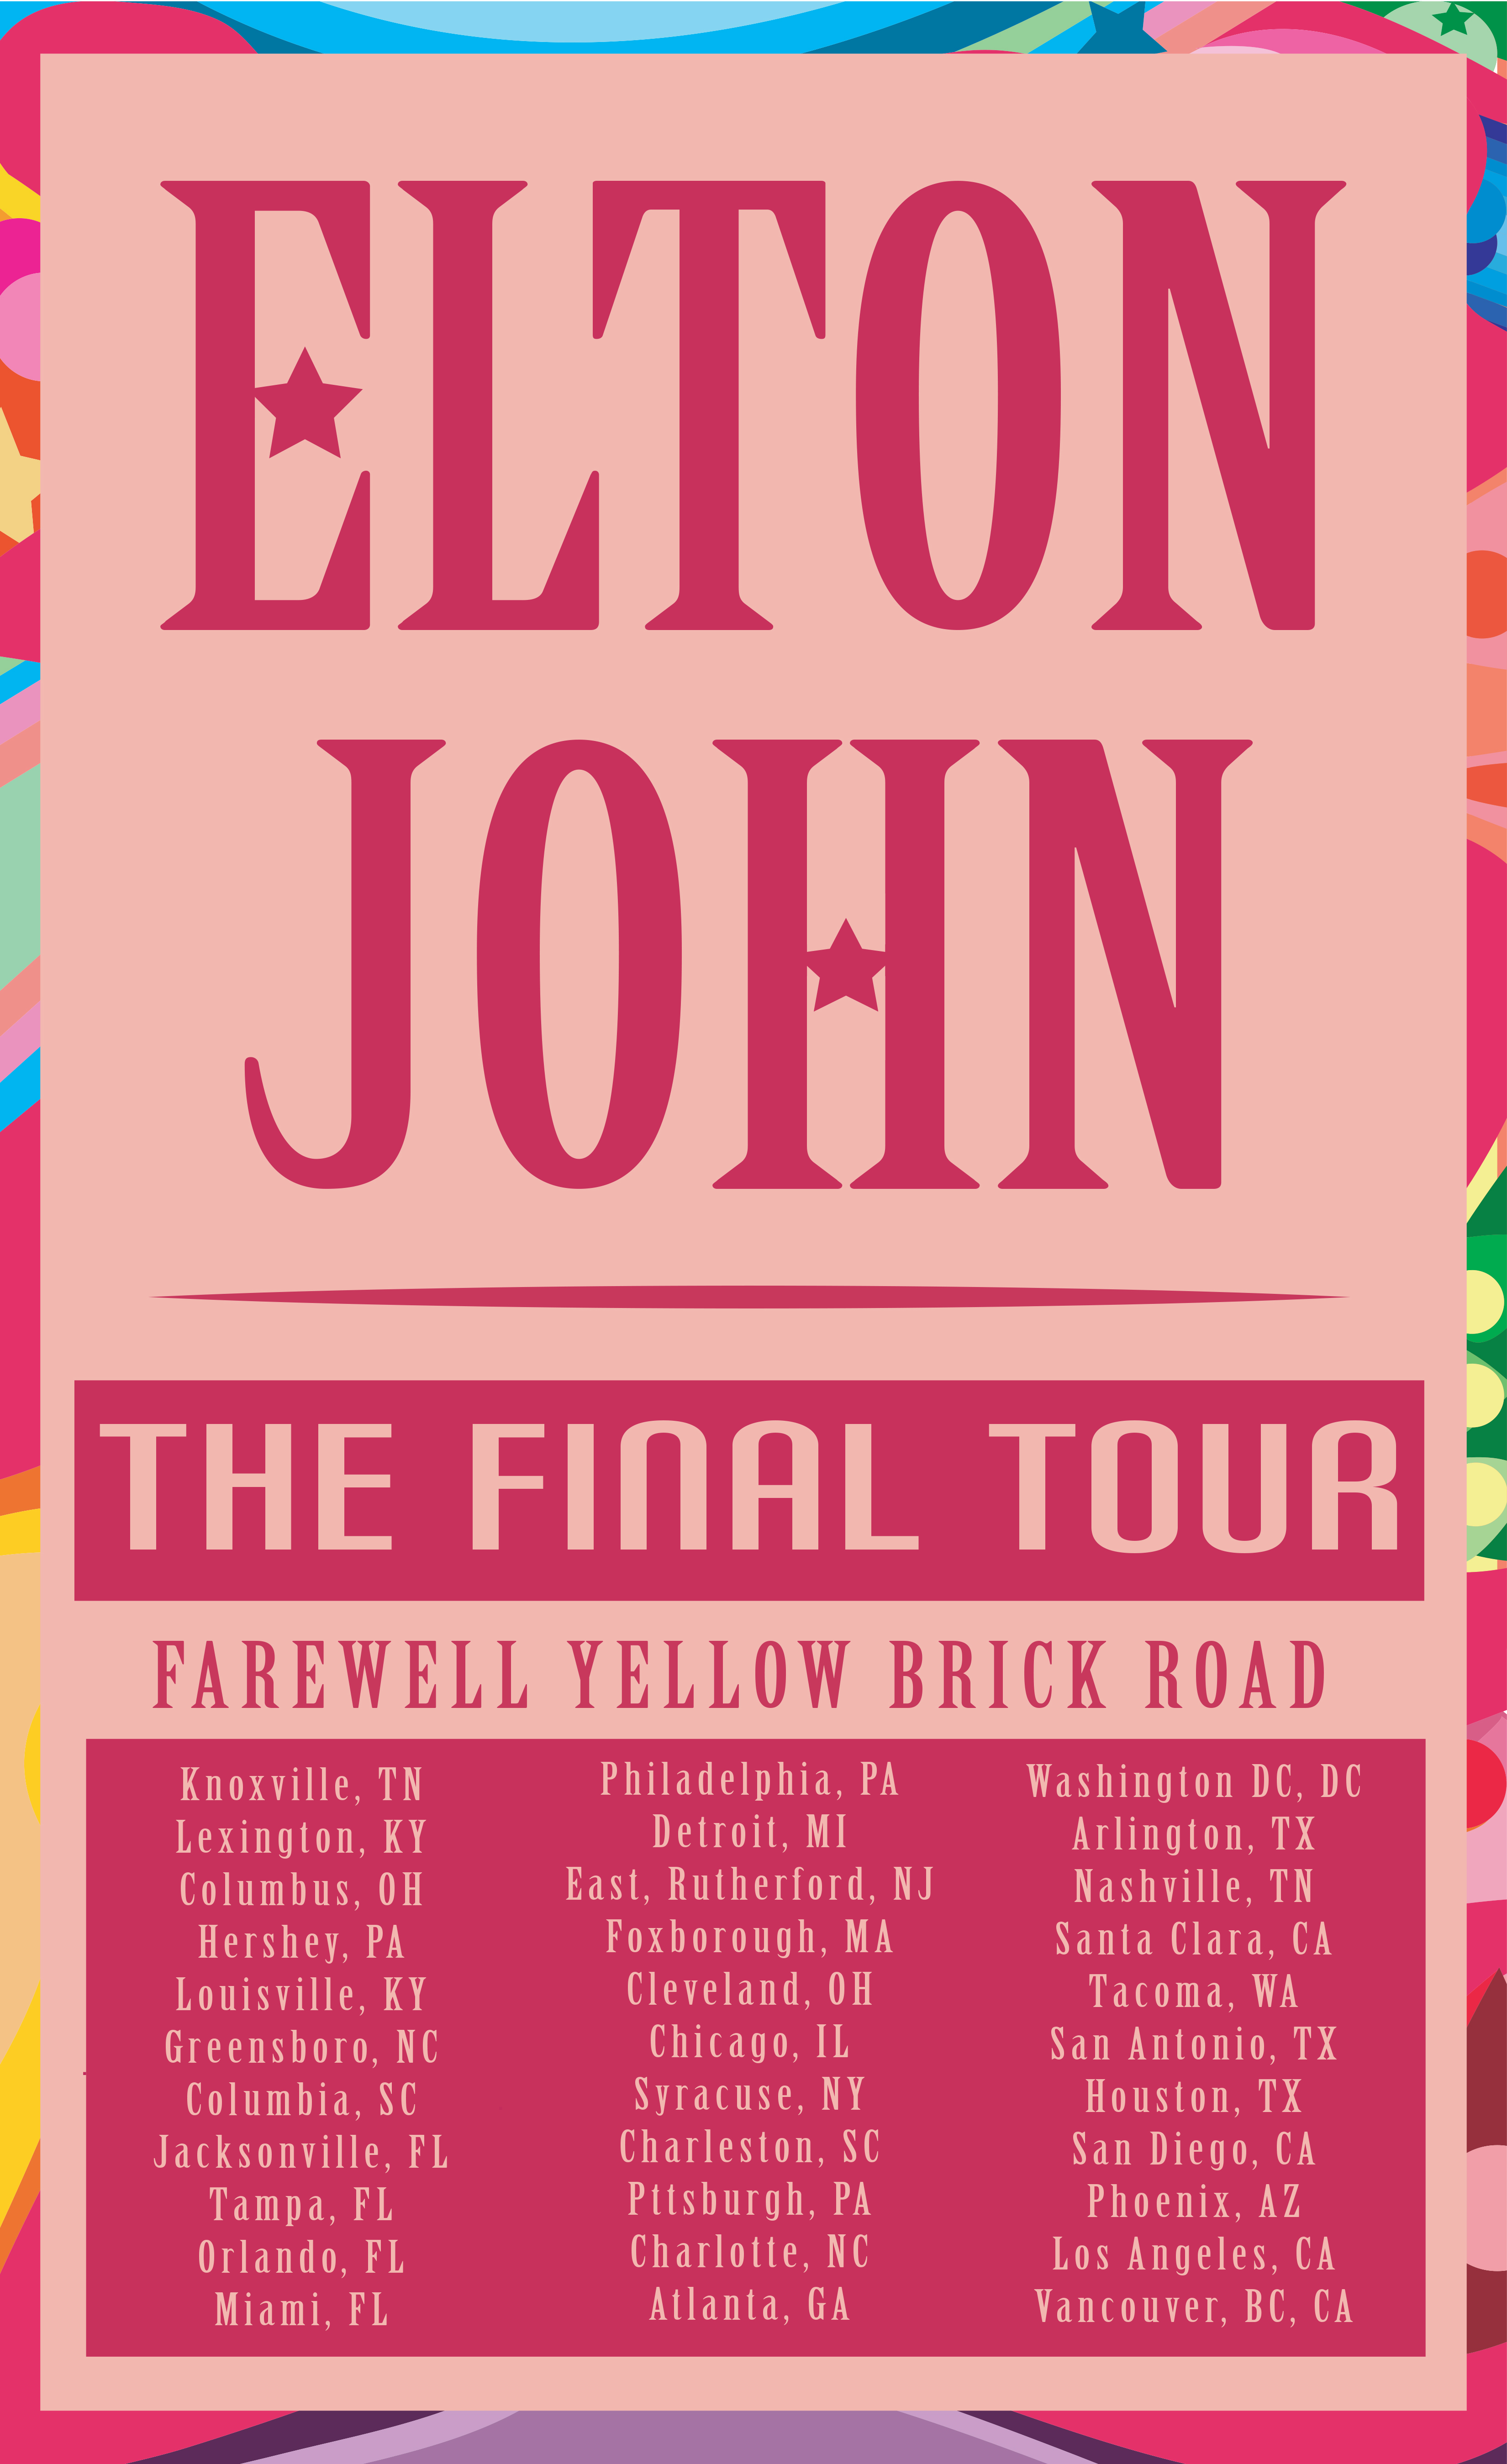 ELTON
JOHN
THE FINAL TOUR
FAREWELL YELLOW BRICK ROAD
Knoxville, TN
Lexington, KY
Columbus, OH
Hershey, PA
Louisville, KY
Greensboro, NC
Columbia, SC
Jacksonville, FL
Tampa, FL
Orlando, FL
Miami, FL
Philadelphia, PA
Detroit, MI
East, Rutherford, NJ
Foxborough, MA
Cleveland, OH
Chicago, IL
Syracuse, NY
Charleston, SC
Pttsburgh, PA
Charlotte, NC
Atlanta, GA
Washington DC, DC
Arlington, TX
Nashville, TN
Santa Clara, CA
Tacoma, WA
San Antonio, TX
Houston, TX
San Diego, CA
Phoenix, AZ
Los Angeles, CA
Vancouver, BC, CA